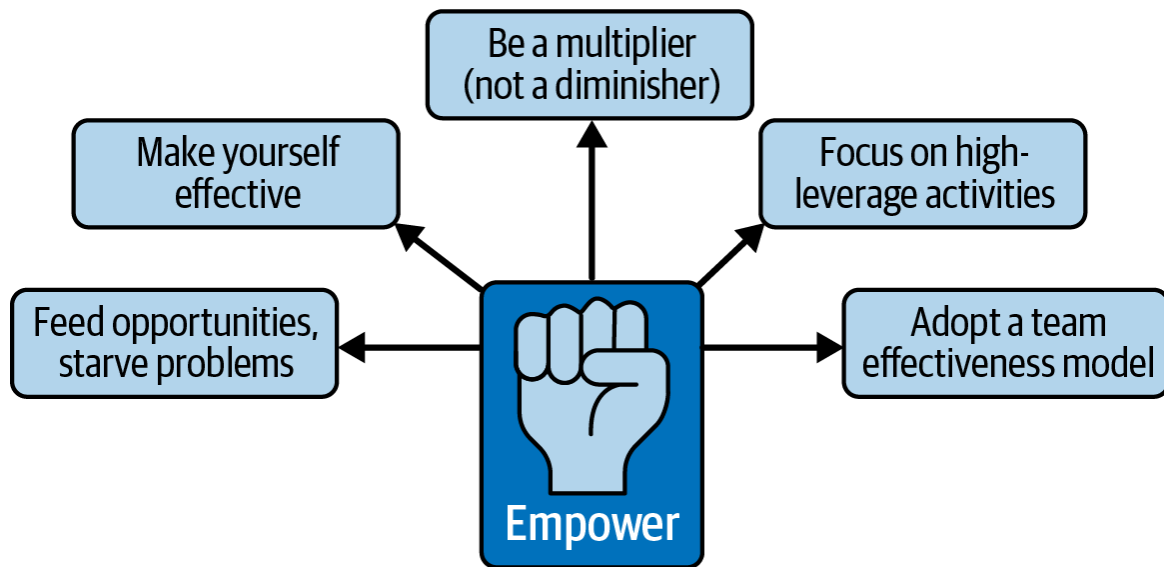 Be a multiplier
(not a diminisher)
Make yourself
effective
Focus on high-
leverage activities
Feed opportunities,
starve problems
Adopt a team
effectiveness model
Empower